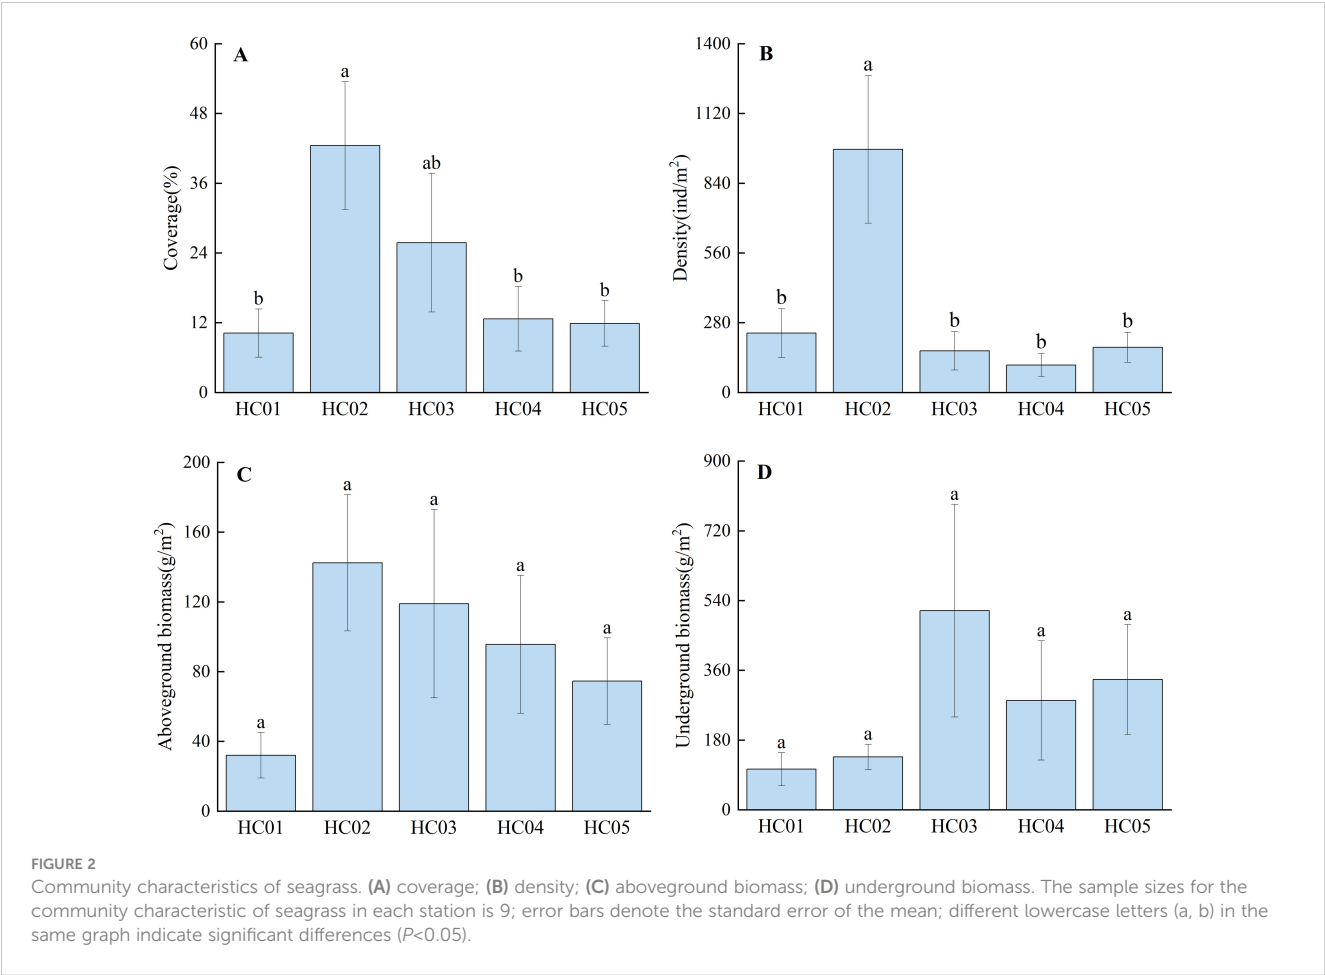 A
Coverage(%)
60
48
36
24
12
0
b
a
ab
b
b
HC01 HC02 HC03 HC04 HC05
B
Density(ind/m²)
1400
1120
840
560
280
0
b
a
b
b
b
HC01 HC02 HC03 HC04 HC05
C
Aboveground biomass(g/m²)
200
160
120
80
40
0
a
a
a
a
a
HC01 HC02 HC03 HC04 HC05
D
Underground biomass(g/m²)
900
720
540
360
180
0
a
a
a
a
a
HC01 HC02 HC03 HC04 HC05
FIGURE 2
Community characteristics of seagrass. (A) coverage; (B) density; (C) aboveground biomass; (D) underground biomass. The sample sizes for the
community characteristic of seagrass in each station is 9; error bars denote the standard error of the mean; different lowercase letters (a, b) in the
same graph indicate significant differences (P<0.05).